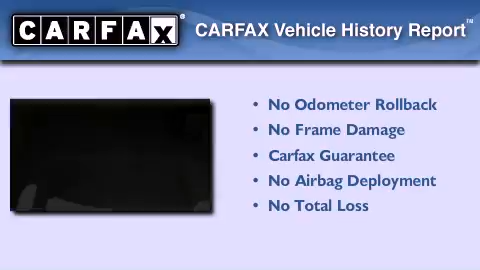 CARFAX® CARFAX Vehicle History Report™
• No Odometer Rollback
• No Frame Damage
• Carfax Guarantee
• No Airbag Deployment
• No Total Loss